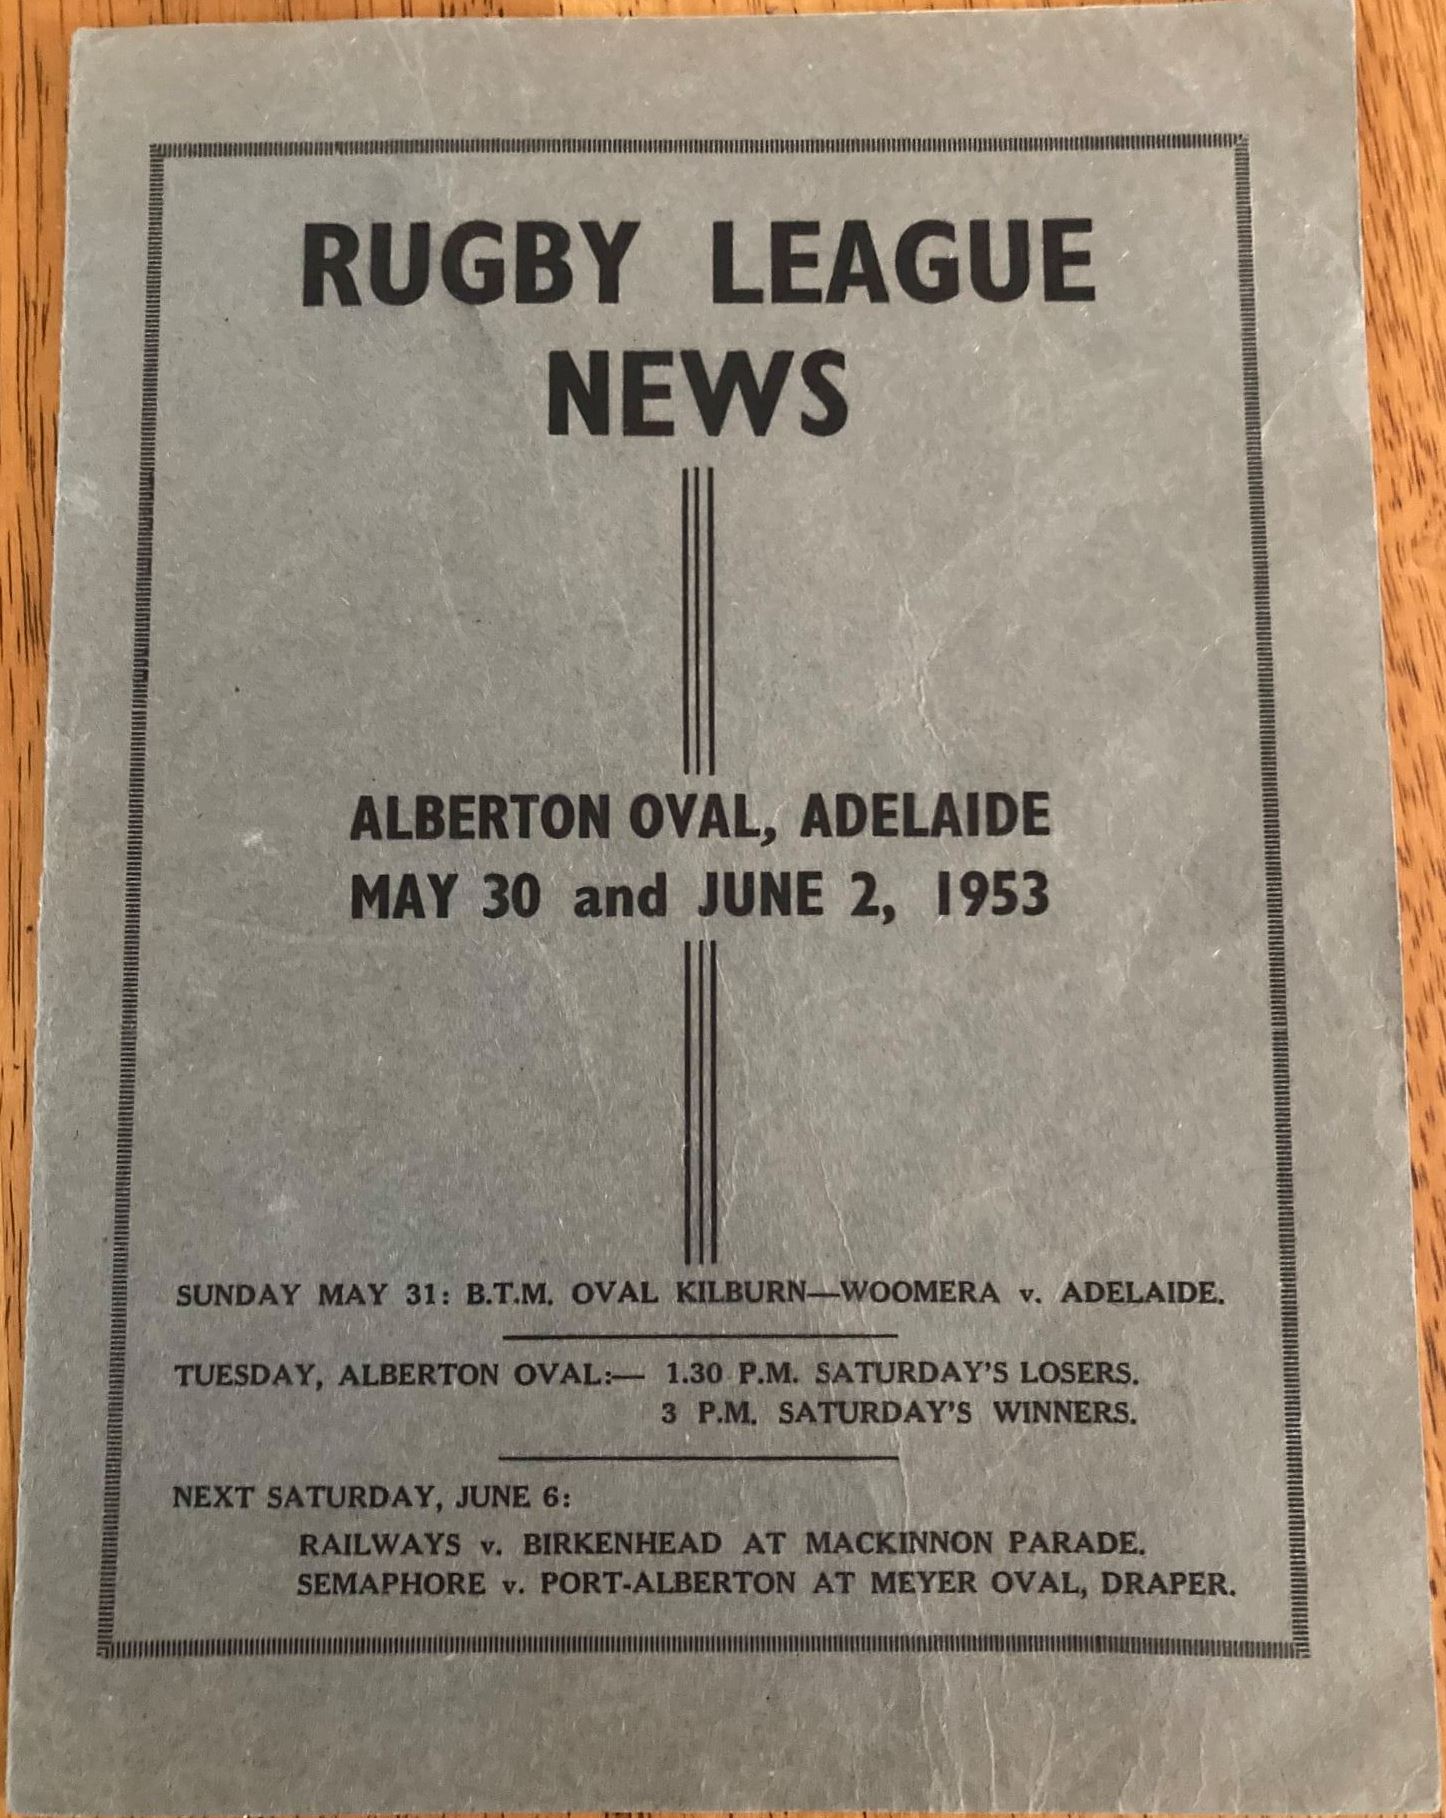 RUGBY LEAGUE
NEWS
ALBERTON OVAL, ADELAIDE
MAY 30 and JUNE 2, 1953
SUNDAY MAY 31: B.T.M. OVAL KILBURN—WOOMERA v. ADELAIDE.
TUESDAY, ALBERTON OVAL:— 1.30 P.M. SATURDAY'S LOSERS.
3 P.M. SATURDAY'S WINNERS.
NEXT SATURDAY, JUNE 6:
RAILWAYS v. BIRKENHEAD AT MACKINNON PARADE.
SEMAPHORE v. PORT-ALBERTON AT MEYER OVAL, DRAPER.